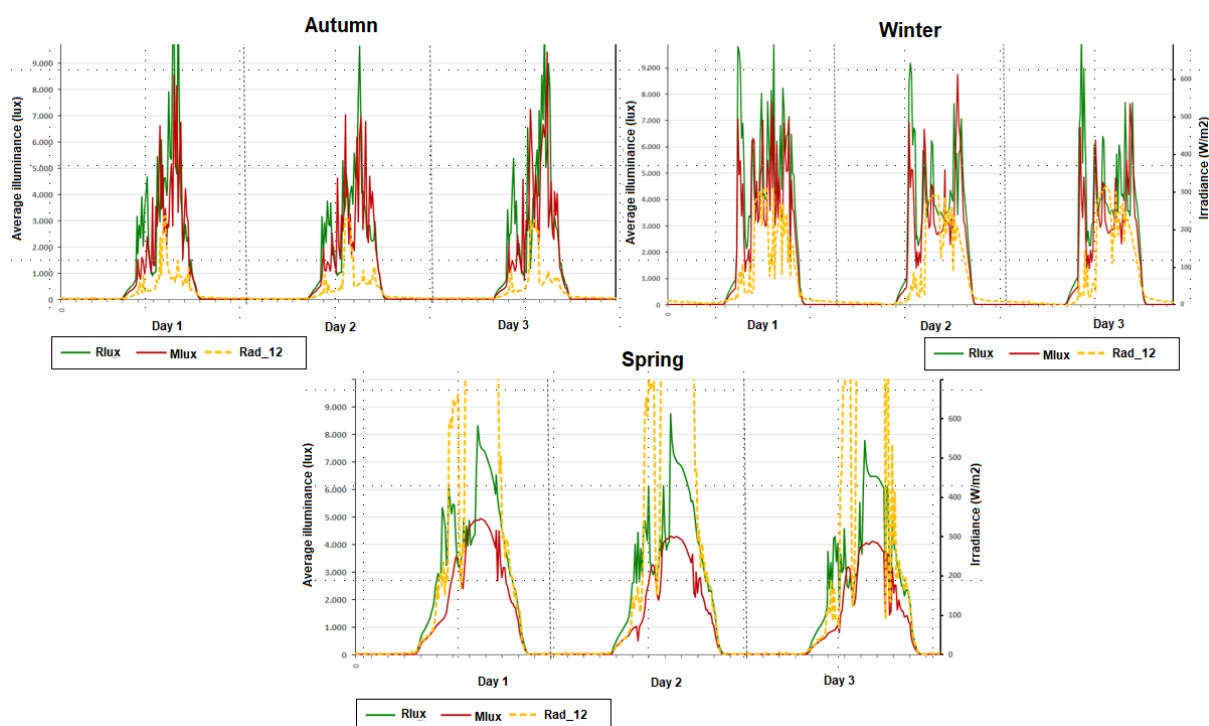 Autumn
9.000
8.000
7.000
6.000
5.000
4.000
3.000
2.000
1.000
0
Average illuminance (lux)
0
Day 1
Day 2
Day 3
Rlux
Mlux
Rad_12
Winter
9.000
8.000
7.000
6.000
5.000
4.000
3.000
2.000
1.000
0
Average illuminance (lux)
600
500
400
300
200
100
0
Irradiance (W/m2)
0
Day 1
Day 2
Day 3
Rlux
Mlux
Rad_12
Spring
9.000
8.000
7.000
6.000
5.000
4.000
3.000
2.000
1.000
0
Average illuminance (lux)
600
500
400
300
200
100
0
Irradiance (W/m2)
0
Day 1
Day 2
Day 3
Rlux
Mlux
Rad_12